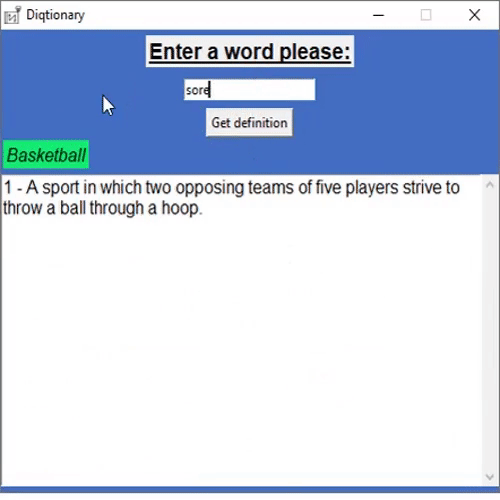 Diqtionary
Enter a word please:
sore
Get definition
Basketball
1 - A sport in which two opposing teams of five players strive to
throw a ball through a hoop.